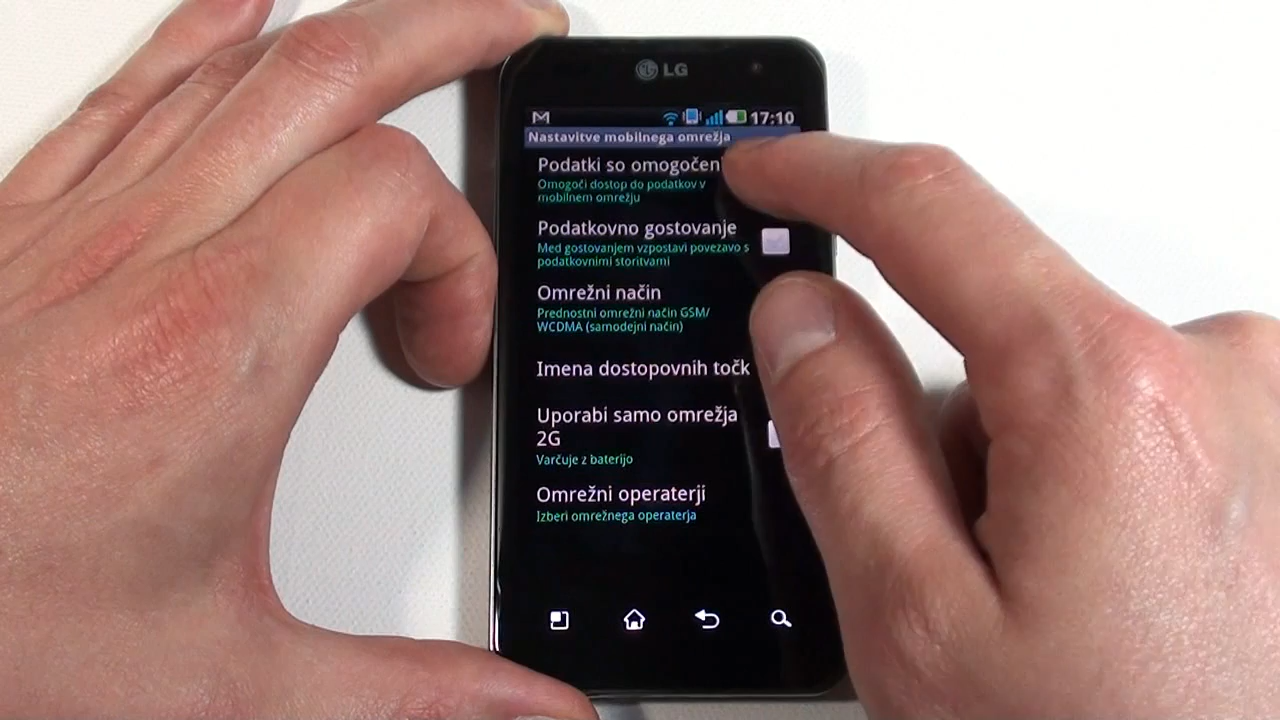 LG
17:10
Nastavitve mobilnega omrežja
Podatki so omogočeni
Omogoči dostop do podatkov v
mobilnem omrežju
Podatkovno gostovanje
Med gostovanjem vzpostavi povezavo s
podatkovnimi storitvami
Omrežni način
Prednostni omrežni način GSM/
WCDMA (samodejni način)
Imena dostopovnih točk
Uporabi samo omrežja
2G
Varčuje z baterijo
Omrežni operaterji
Izberi omrežnega operaterja